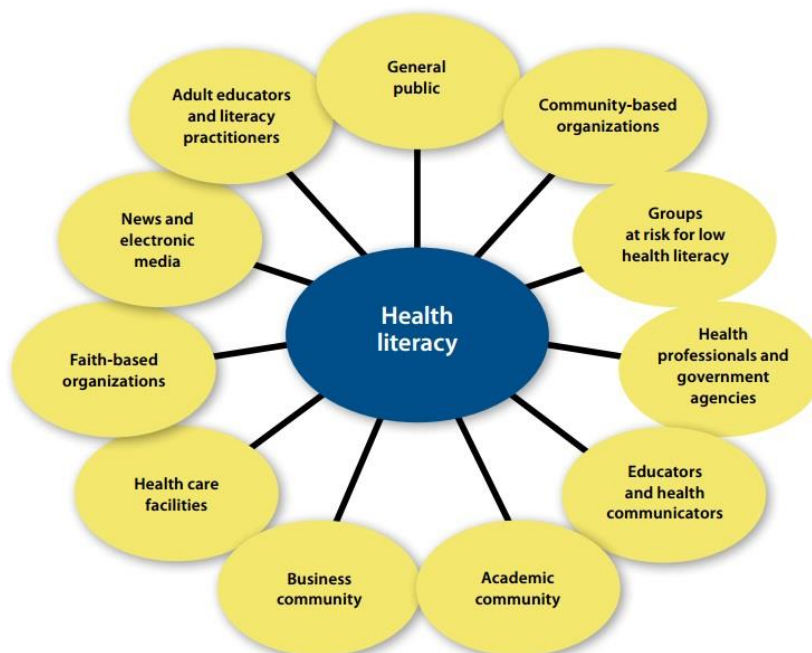 General
public
Community-based
organizations
Groups
at risk for low
health literacy
Health
professionals and
government
agencies
Educators
and health
communicators
Academic
community
Business
community
Health care
facilities
Faith-based
organizations
News and
electronic
media
Adult educators
and literacy
practitioners
Health
literacy